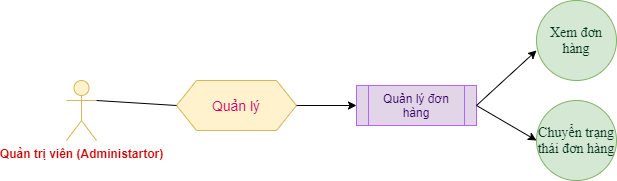 Xem đơn
hàng
Quản lý
Quản lý đơn
hàng
Chuyển trạng
thái đơn hàng
Quản trị viên (Administartor)